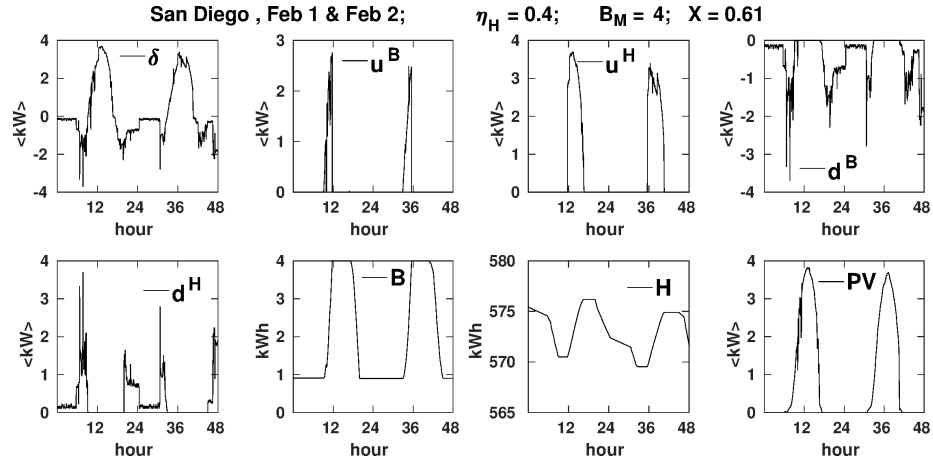 San Diego , Feb 1 & Feb 2; η_H = 0.4; B_M = 4; X = 0.61
4 2 0 -2 -4
<kW>
δ
12 24 36 48
hour
3 2 1 0
<kW>
u^B
12 24 36 48
hour
4 3 2 1 0
<kW>
u^H
12 24 36 48
hour
0 -1 -2 -3 -4
<kW>
d^B
12 24 36 48
hour
4 3 2 1 0
<kW>
d^H
12 24 36 48
hour
4 3 2 1 0
kWh
B
12 24 36 48
hour
580 575 570 565
kWh
H
12 24 36 48
hour
4 3 2 1 0
<kW>
PV
12 24 36 48
hour